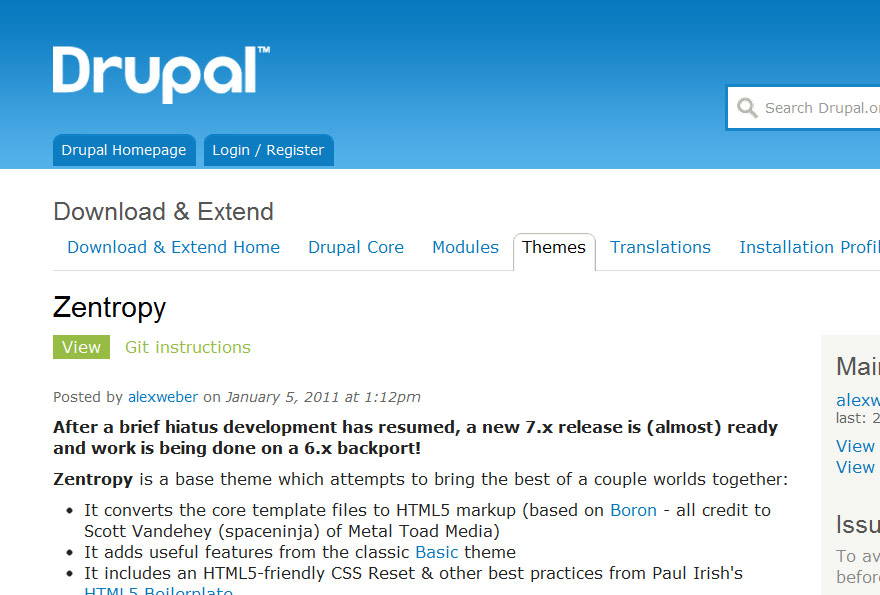 Drupal™
Search Drupal.o
Drupal Homepage
Login / Register
Download & Extend
Download & Extend Home
Drupal Core
Modules
Themes
Translations
Installation Profil
Zentropy
View
Git instructions
Posted by alexweber on January 5, 2011 at 1:12pm
After a brief hiatus development has resumed, a new 7.x release is (almost) ready
and work is being done on a 6.x backport!
Zentropy is a base theme which attempts to bring the best of a couple worlds together:
• It converts the core template files to HTML5 markup (based on Boron - all credit to
Scott Vandehey (spaceninja) of Metal Toad Media)
• It adds useful features from the classic Basic theme
• It includes an HTML5-friendly CSS Reset & other best practices from Paul Irish's
HTML5 Boilerplate
Mai
alexw
last: 2
View
View
Issu
To av
befor